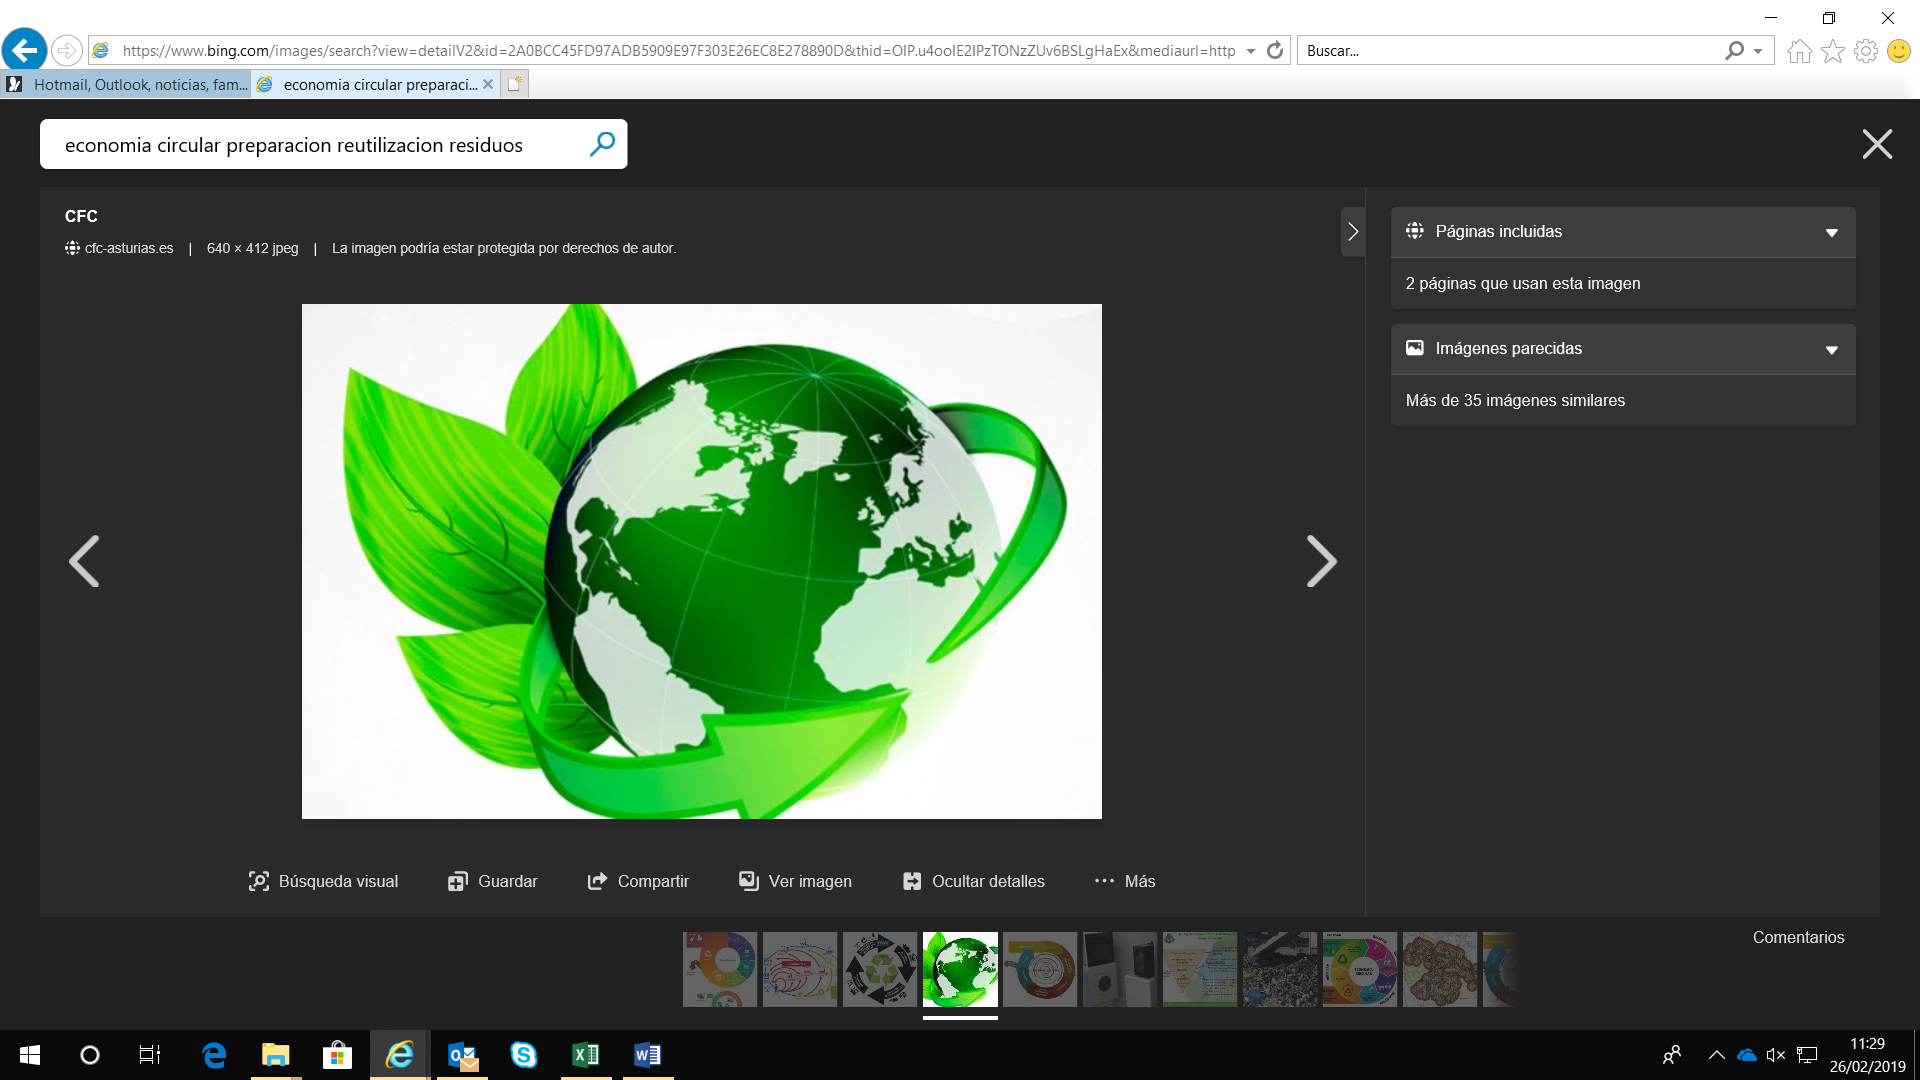 https://www.bing.com/images/search?view=detailV2&id=2A0BCC45FD97ADB5909E97F303E26EC8E278890D&thid=OIP.u4ooIE2IPzTONzZUv6BSLgHaEx&mediaurl=http
Buscar...
Hotmail, Outlook, noticias, fam...
economia circular preparaci...
economia circular preparacion reutilizacion residuos
CFC
cfc-asturias.es | 640 × 412 jpeg | La imagen podría estar protegida por derechos de autor.
Páginas incluidas
2 páginas que usan esta imagen
Imágenes parecidas
Más de 35 imágenes similares
Búsqueda visual
Guardar
Compartir
Ver imagen
Ocultar detalles
Más
Comentarios
11:29
26/02/2019